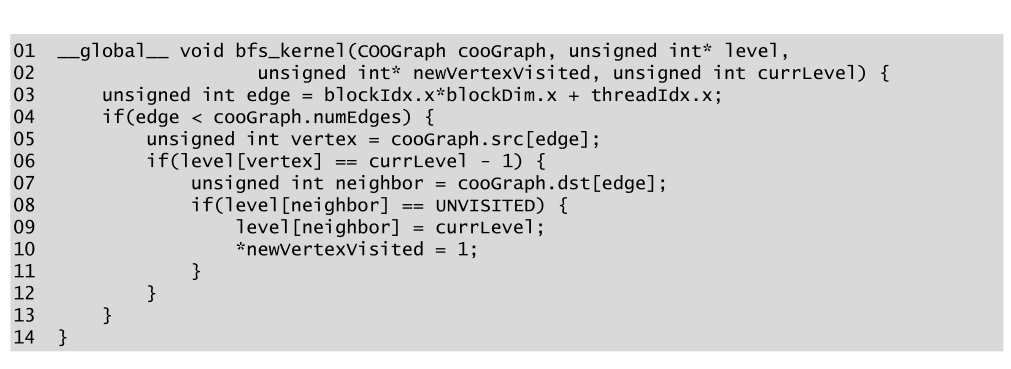 01 __global__ void bfs_kernel(COOGraph cooGraph, unsigned int* level,
02 unsigned int* newVertexVisited, unsigned int currLevel) {
03 unsigned int edge = blockIdx.x*blockDim.x + threadIdx.x;
04 if(edge < cooGraph.numEdges) {
05 unsigned int vertex = cooGraph.src[edge];
06 if(level[vertex] == currLevel - 1) {
07 unsigned int neighbor = cooGraph.dst[edge];
08 if(level[neighbor] == UNVISITED) {
09 level[neighbor] = currLevel;
10 *newVertexVisited = 1;
11 }
12 }
13 }
14 }